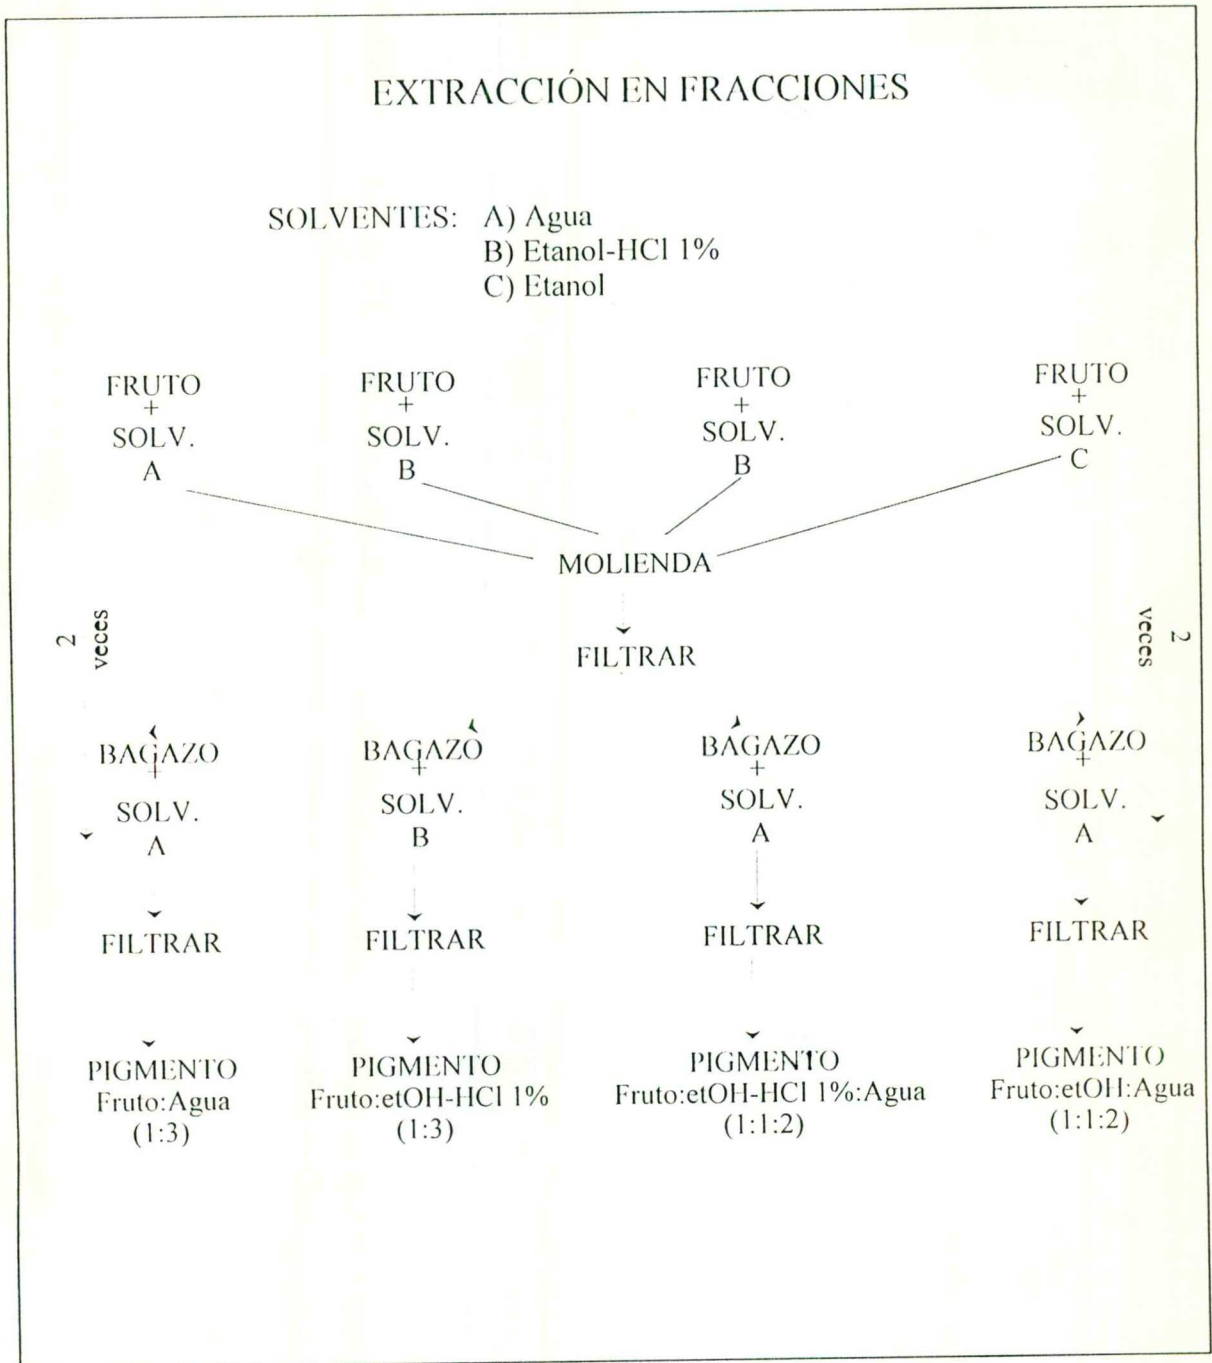 EXTRACCIÓN EN FRACCIONES
SOLVENTES: A) Agua
B) Etanol-HCl 1%
C) Etanol
FRUTO
+
SOLV.
A
FRUTO
+
SOLV.
B
FRUTO
+
SOLV.
B
FRUTO
+
SOLV.
C
MOLIENDA
FILTRAR
2
veces
2
veces
BAGAZO
+
SOLV.
A
BAGAZO
+
SOLV.
B
BAGAZO
+
SOLV.
A
BAGAZO
+
SOLV.
A
FILTRAR
FILTRAR
FILTRAR
FILTRAR
PIGMENTO
Fruto:Agua
(1:3)
PIGMENTO
Fruto:etOH-HCl 1%
(1:3)
PIGMENTO
Fruto:etOH-HCl 1%:Agua
(1:1:2)
PIGMENTO
Fruto:etOH:Agua
(1:1:2)